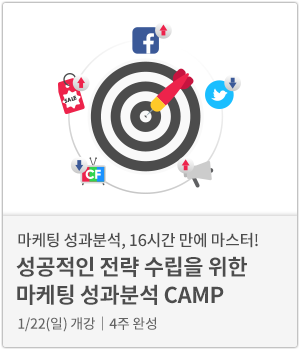 f
SALE
CF
마케팅 성과분석, 16시간 만에 마스터!
성공적인 전략 수립을 위한
마케팅 성과분석 CAMP
1/22(일) 개강 | 4주 완성